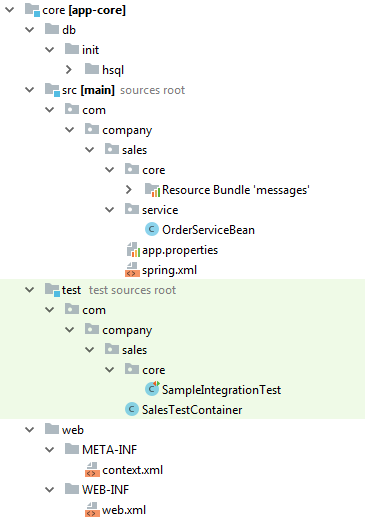 core [app-core]
db
init
hsql
src [main] sources root
com
company
sales
core
Resource Bundle 'messages'
service
OrderServiceBean
app.properties
spring.xml
test test sources root
com
company
sales
core
SampleIntegrationTest
SalesTestContainer
web
META-INF
context.xml
WEB-INF
web.xml